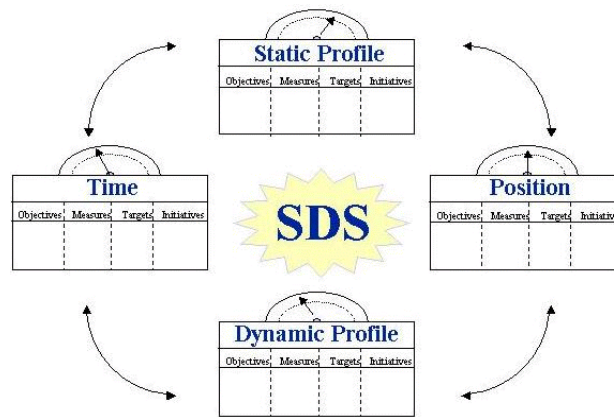 Static Profile
Objectives Measures Targets Initiatives
Time
Objectives Measures Targets Initiatives
SDS
Position
Objectives Measures Targets Initiatives
Dynamic Profile
Objectives Measures Targets Initiatives